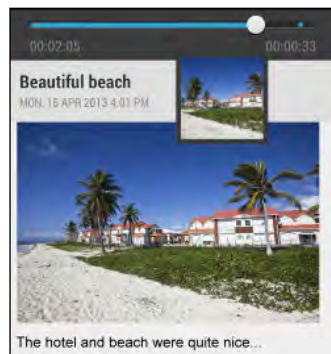 00:02:05 00:00:33
Beautiful beach
MON, 15 APR 2013 4:01 PM
The hotel and beach were quite nice...